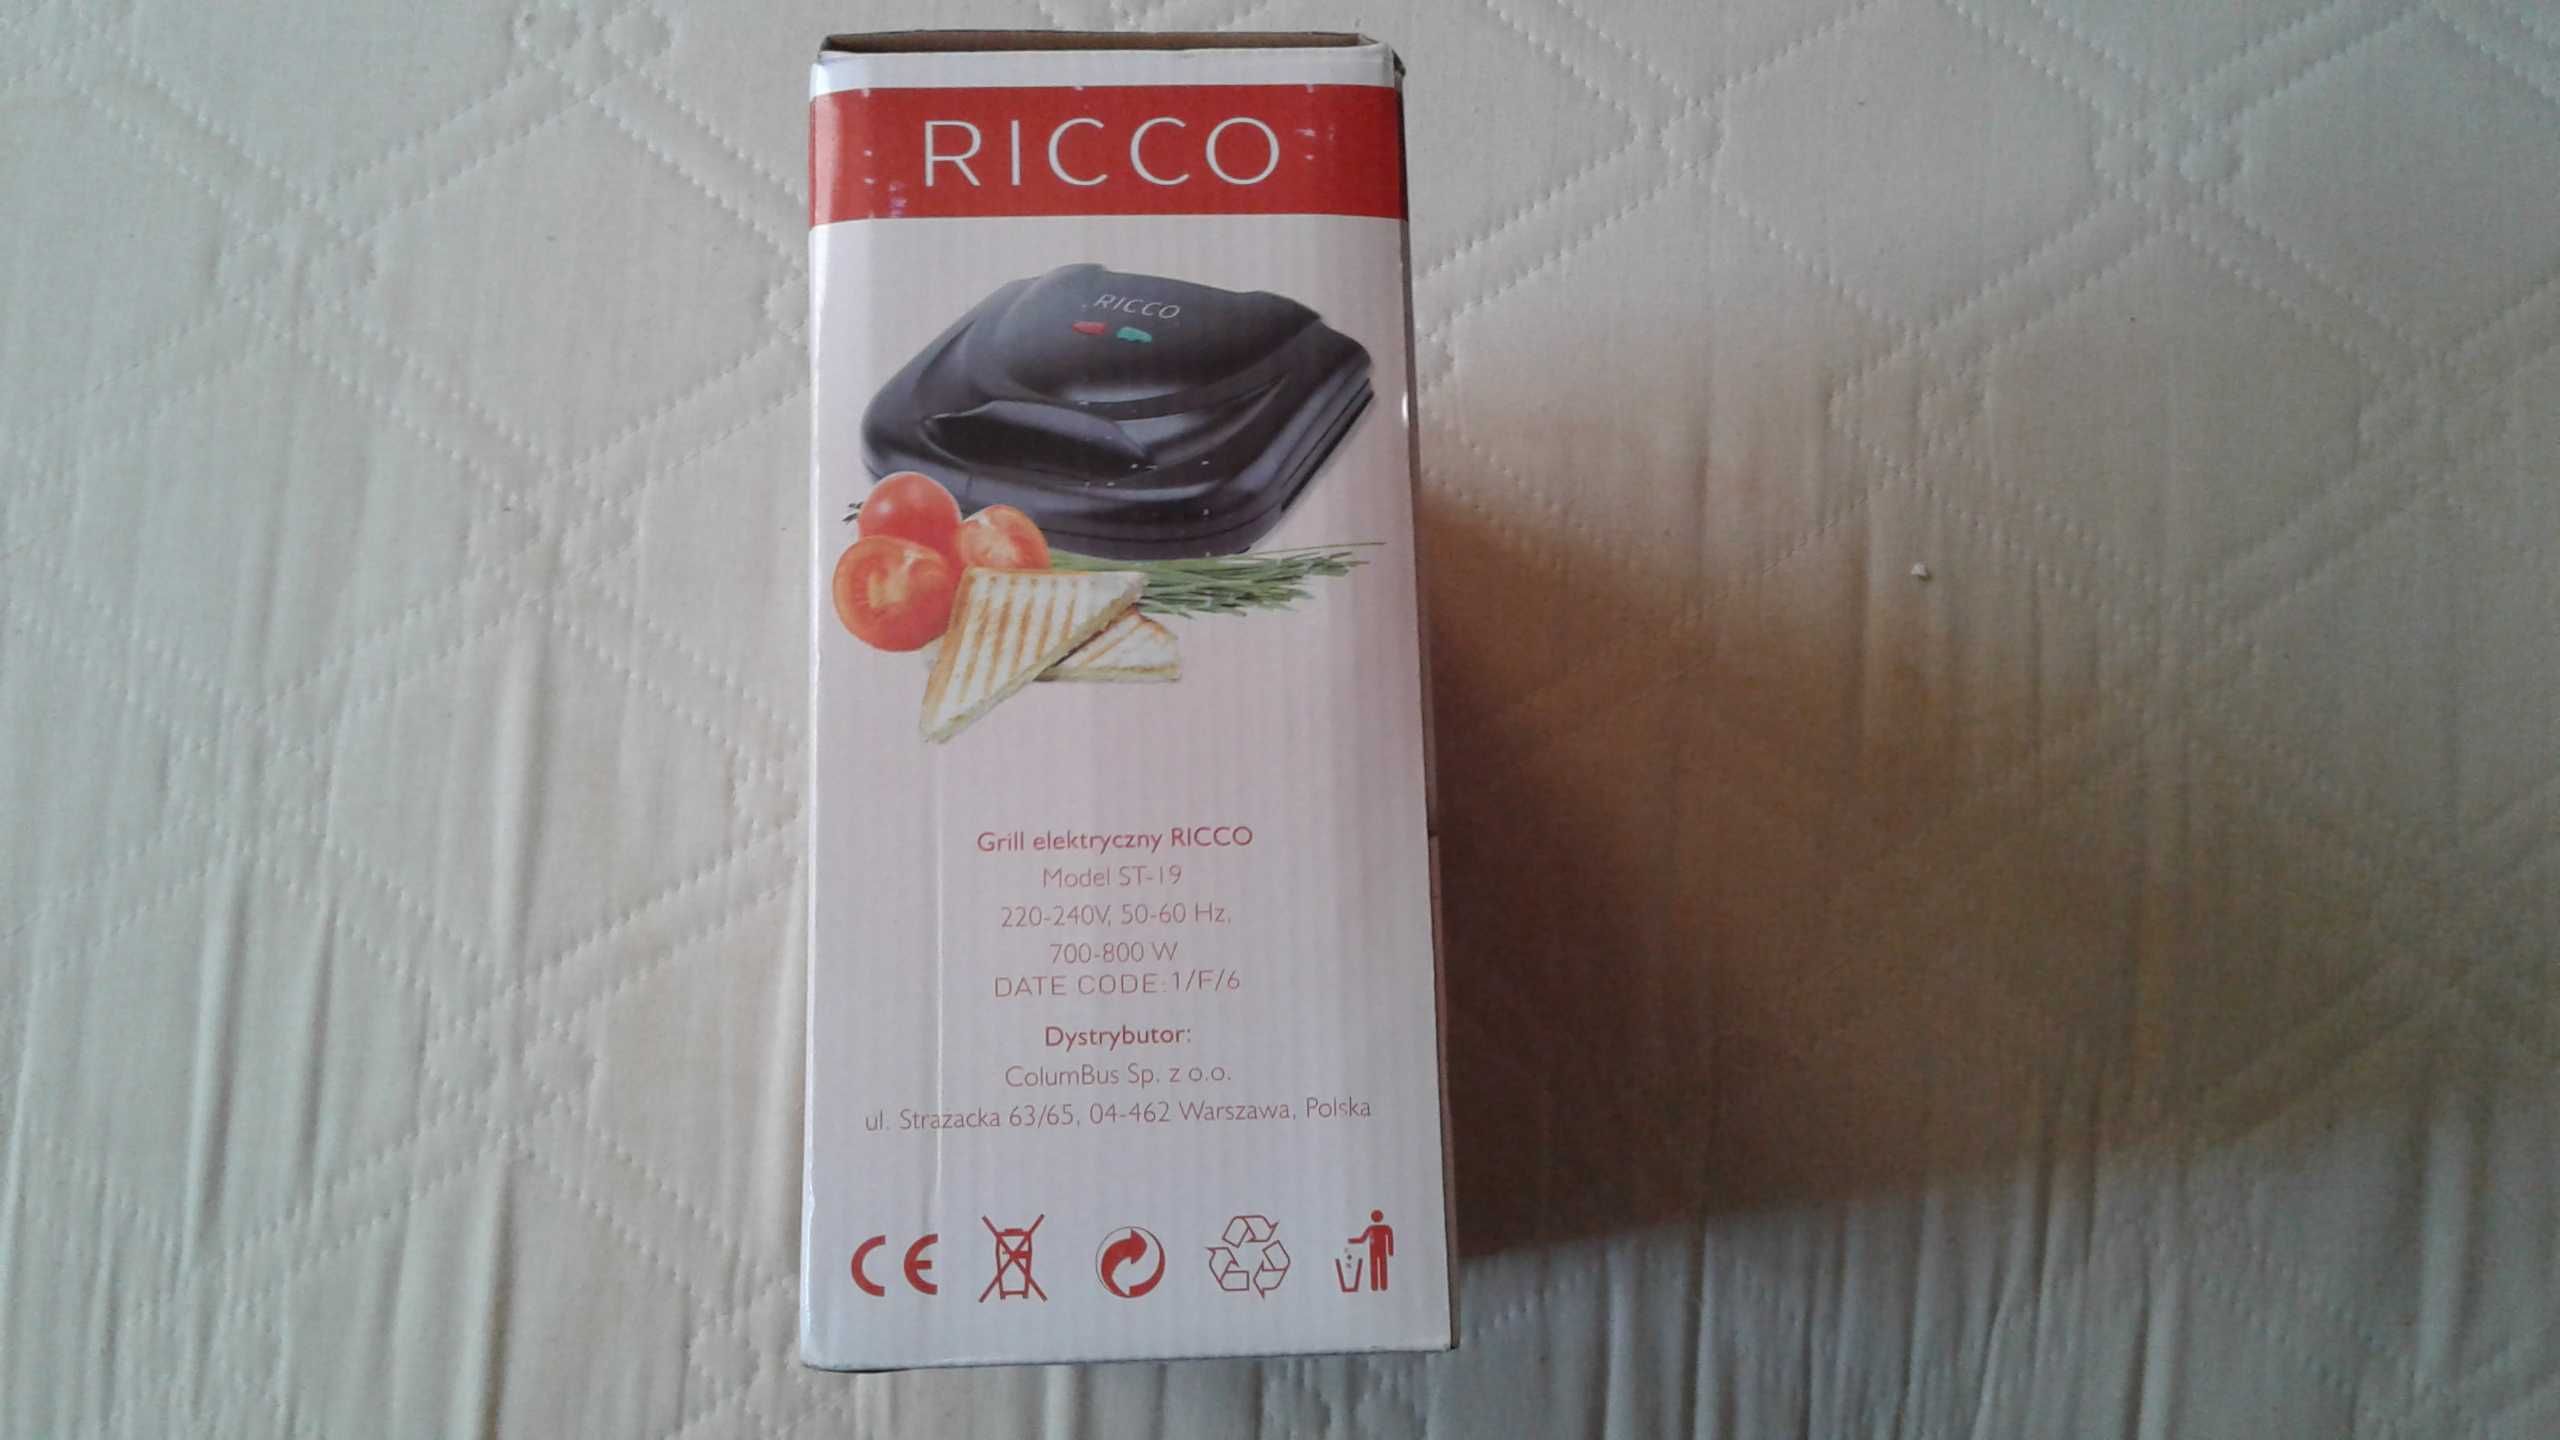 RICCO
RICCO
Grill elektryczny RICCO
Model ST-19
220-240V, 50-60 Hz,
700-800 W
DATE CODE:1/F/6
Dystrybutor:
ColumBus Sp. z o.o.
ul. Strażacka 63/65, 04-462 Warszawa, Polska
CE